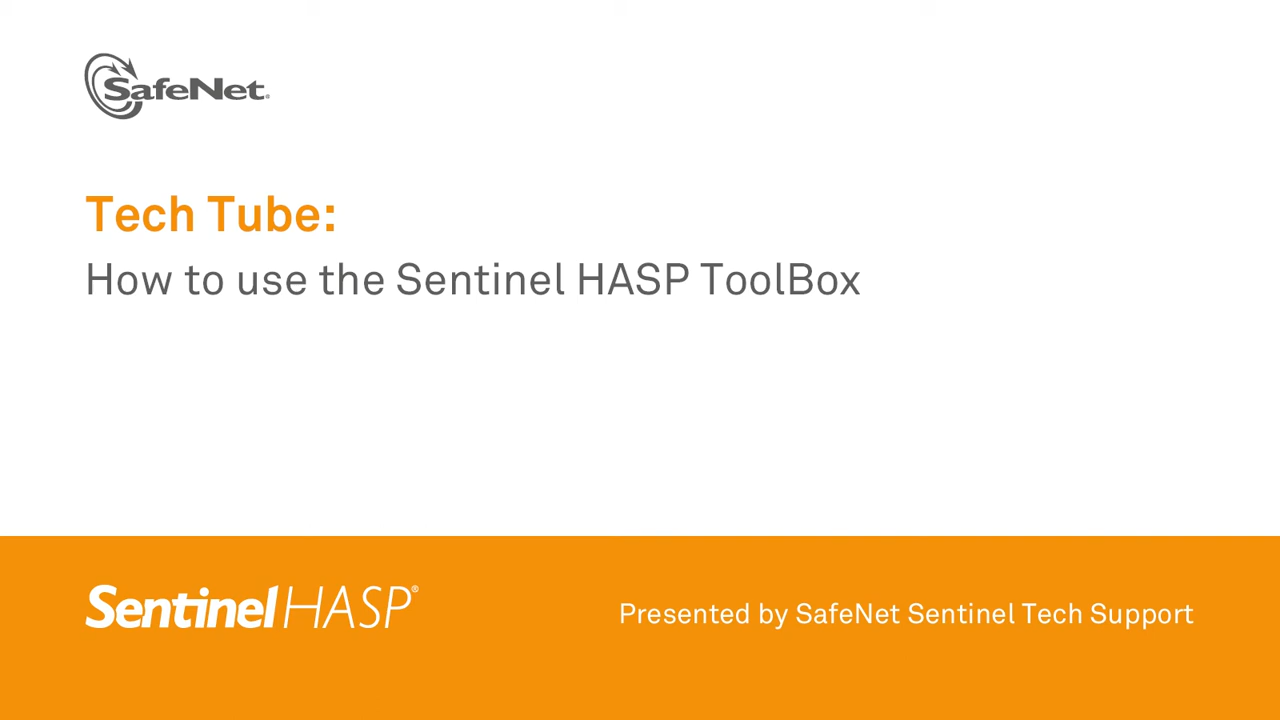 SafeNet®
Tech Tube:
How to use the Sentinel HASP ToolBox
Sentinel HASP®
Presented by SafeNet Sentinel Tech Support